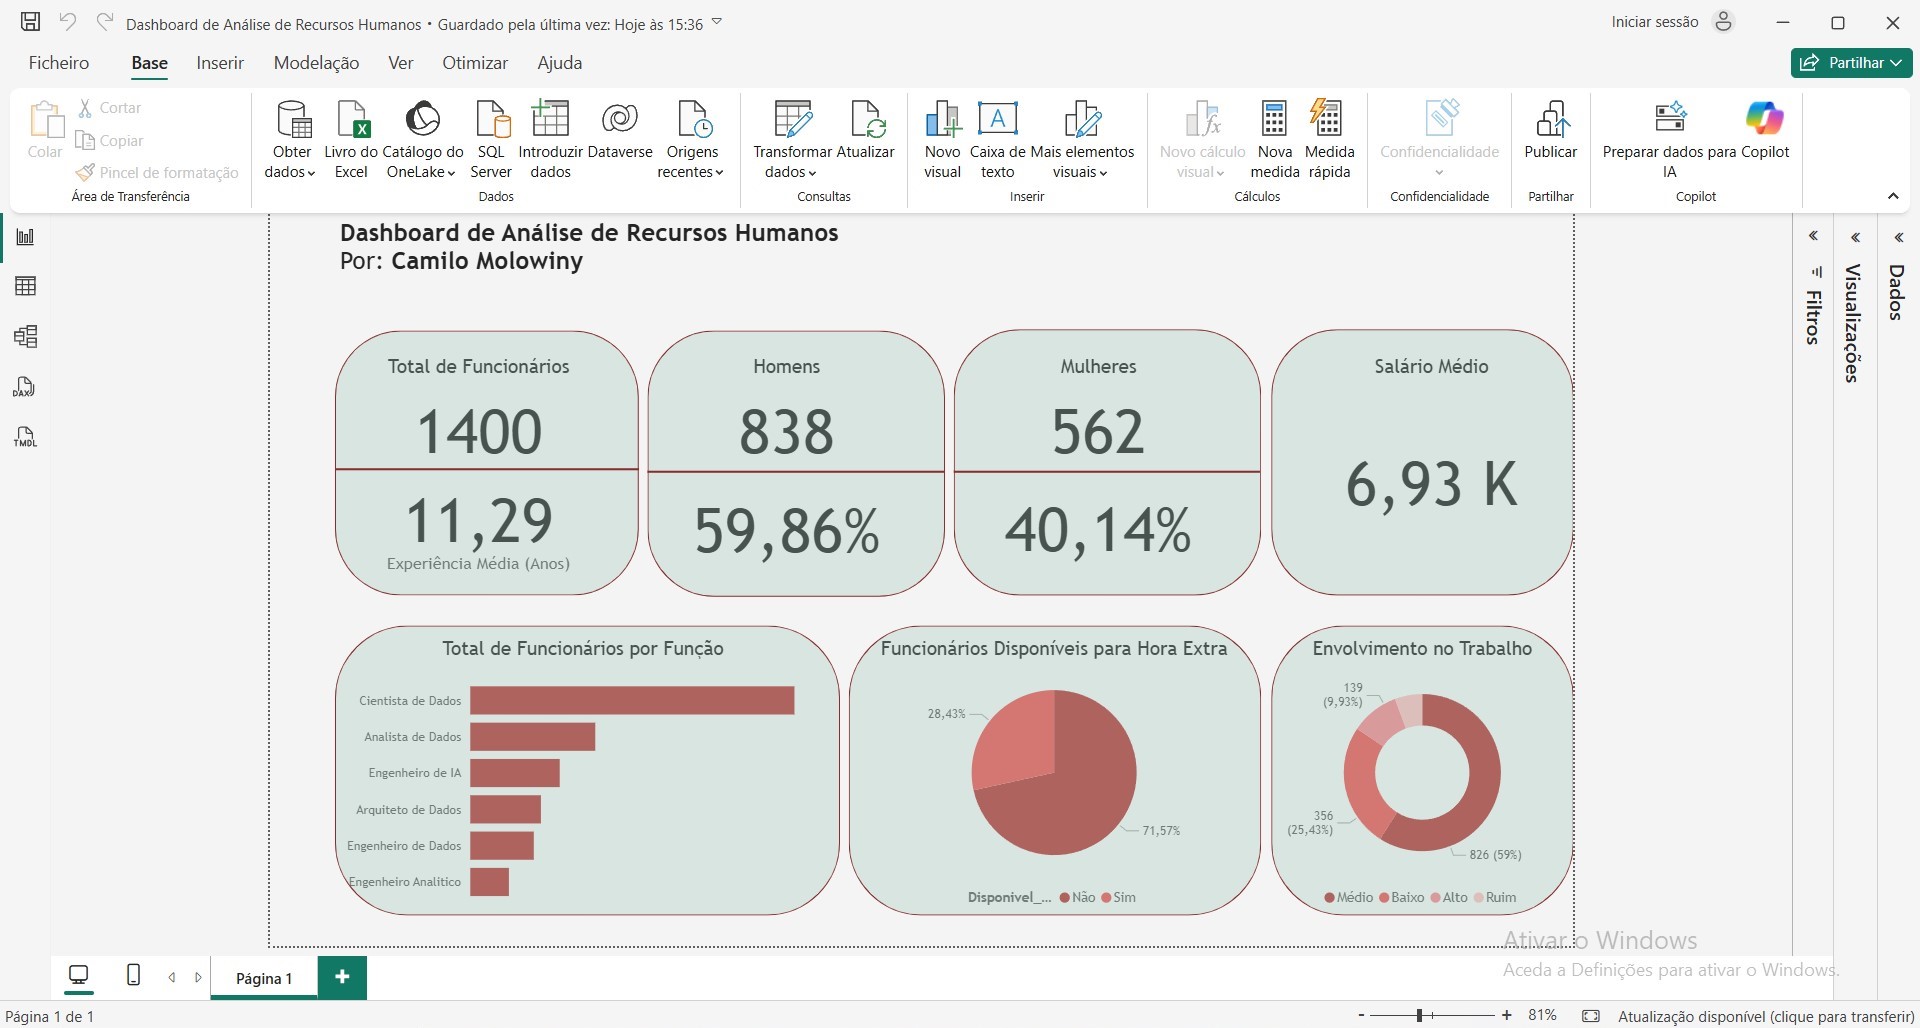 Dashboard de Análise de Recursos Humanos • Guardado pela última vez: Hoje às 15:36
Iniciar sessão
Ficheiro Base Inserir Modelação Ver Otimizar Ajuda
Partilhar
Colar
Cortar
Copiar
Pincel de formatação
Área de Transferência
Obter dados
Livro do Excel
Catálogo do OneLake
SQL Server
Introduzir dados
Dataverse
Origens recentes
Dados
Transformar dados
Atualizar
Consultas
Novo visual
Caixa de texto
Mais elementos visuais
Inserir
Novo cálculo visual
Nova medida
Medida rápida
Cálculos
Confidencialidade
Confidencialidade
Publicar
Partilhar
Preparar dados para IA
Copilot
Copilot
DAX
TMDL
Dashboard de Análise de Recursos Humanos
Por: Camilo Molowiny
Total de Funcionários
1400
11,29
Experiência Média (Anos)
Homens
838
59,86%
Mulheres
562
40,14%
Salário Médio
6,93 K
Total de Funcionários por Função
Cientista de Dados
Analista de Dados
Engenheiro de IA
Arquiteto de Dados
Engenheiro de Dados
Engenheiro Analítico
Funcionários Disponíveis para Hora Extra
28,43%
71,57%
Disponivel_... Não Sim
Envolvimento no Trabalho
139
(9,93%)
356
(25,43%)
826 (59%)
Médio Baixo Alto Ruim
Filtros
Visualizações
Dados
Ativar o Windows
Aceda a Definições para ativar o Windows.
Página 1
+
Página 1 de 1
- + 81%
Atualização disponível (clique para transferir)